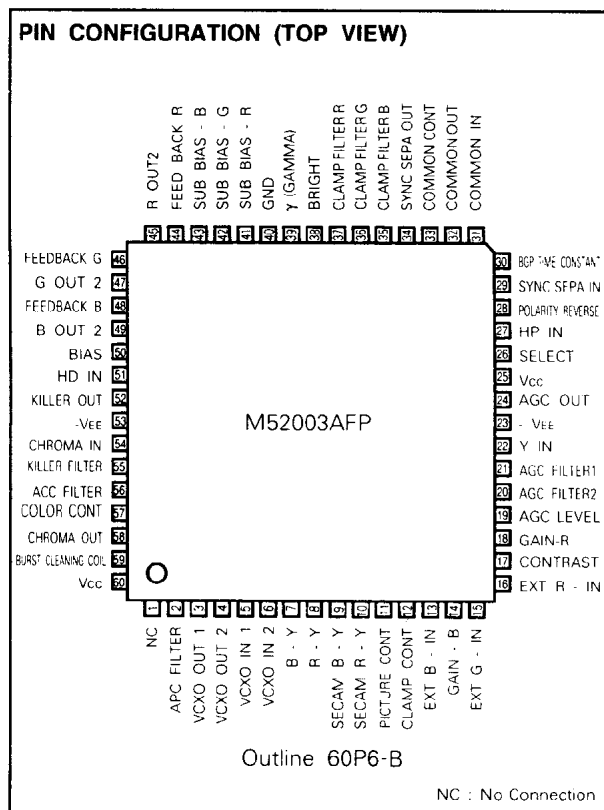 PIN CONFIGURATION (TOP VIEW)
R OUT2
FEED BACK R
SUB BIAS - B
SUB BIAS - G
SUB BIAS - R
GND
γ (GAMMA)
BRIGHT
CLAMP FILTER R
CLAMP FILTER G
CLAMP FILTER B
SYNC SEPA OUT
COMMON CONT
COMMON OUT
COMMON IN
45 44 43 42 41 40 39 38 37 36 35 34 33 32 31
FEEDBACK G 46
G OUT 2 47
FEEDBACK B 48
B OUT 2 49
BIAS 50
HD IN 51
KILLER OUT 52
-VEE 53
CHROMA IN 54
KILLER FILTER 55
ACC FILTER 56
COLOR CONT 57
CHROMA OUT 58
BURST CLEANING COIL 59
Vcc 60
M52003AFP
30 BGP TIME CONSTANT
29 SYNC SEPA IN
28 POLARITY REVERSE
27 HP IN
26 SELECT
25 Vcc
24 AGC OUT
23 - VEE
22 Y IN
21 AGC FILTER1
20 AGC FILTER2
19 AGC LEVEL
18 GAIN-R
17 CONTRAST
16 EXT R - IN
1 2 3 4 5 6 7 8 9 10 11 12 13 14 15
NC
APC FILTER
VCXO OUT 1
VCXO OUT 2
VCXO IN 1
VCXO IN 2
B - Y
R - Y
SECAM B - Y
SECAM R - Y
PICTURE CONT
CLAMP CONT
EXT B - IN
GAIN - B
EXT G - IN
Outline 60P6-B
NC : No Connection